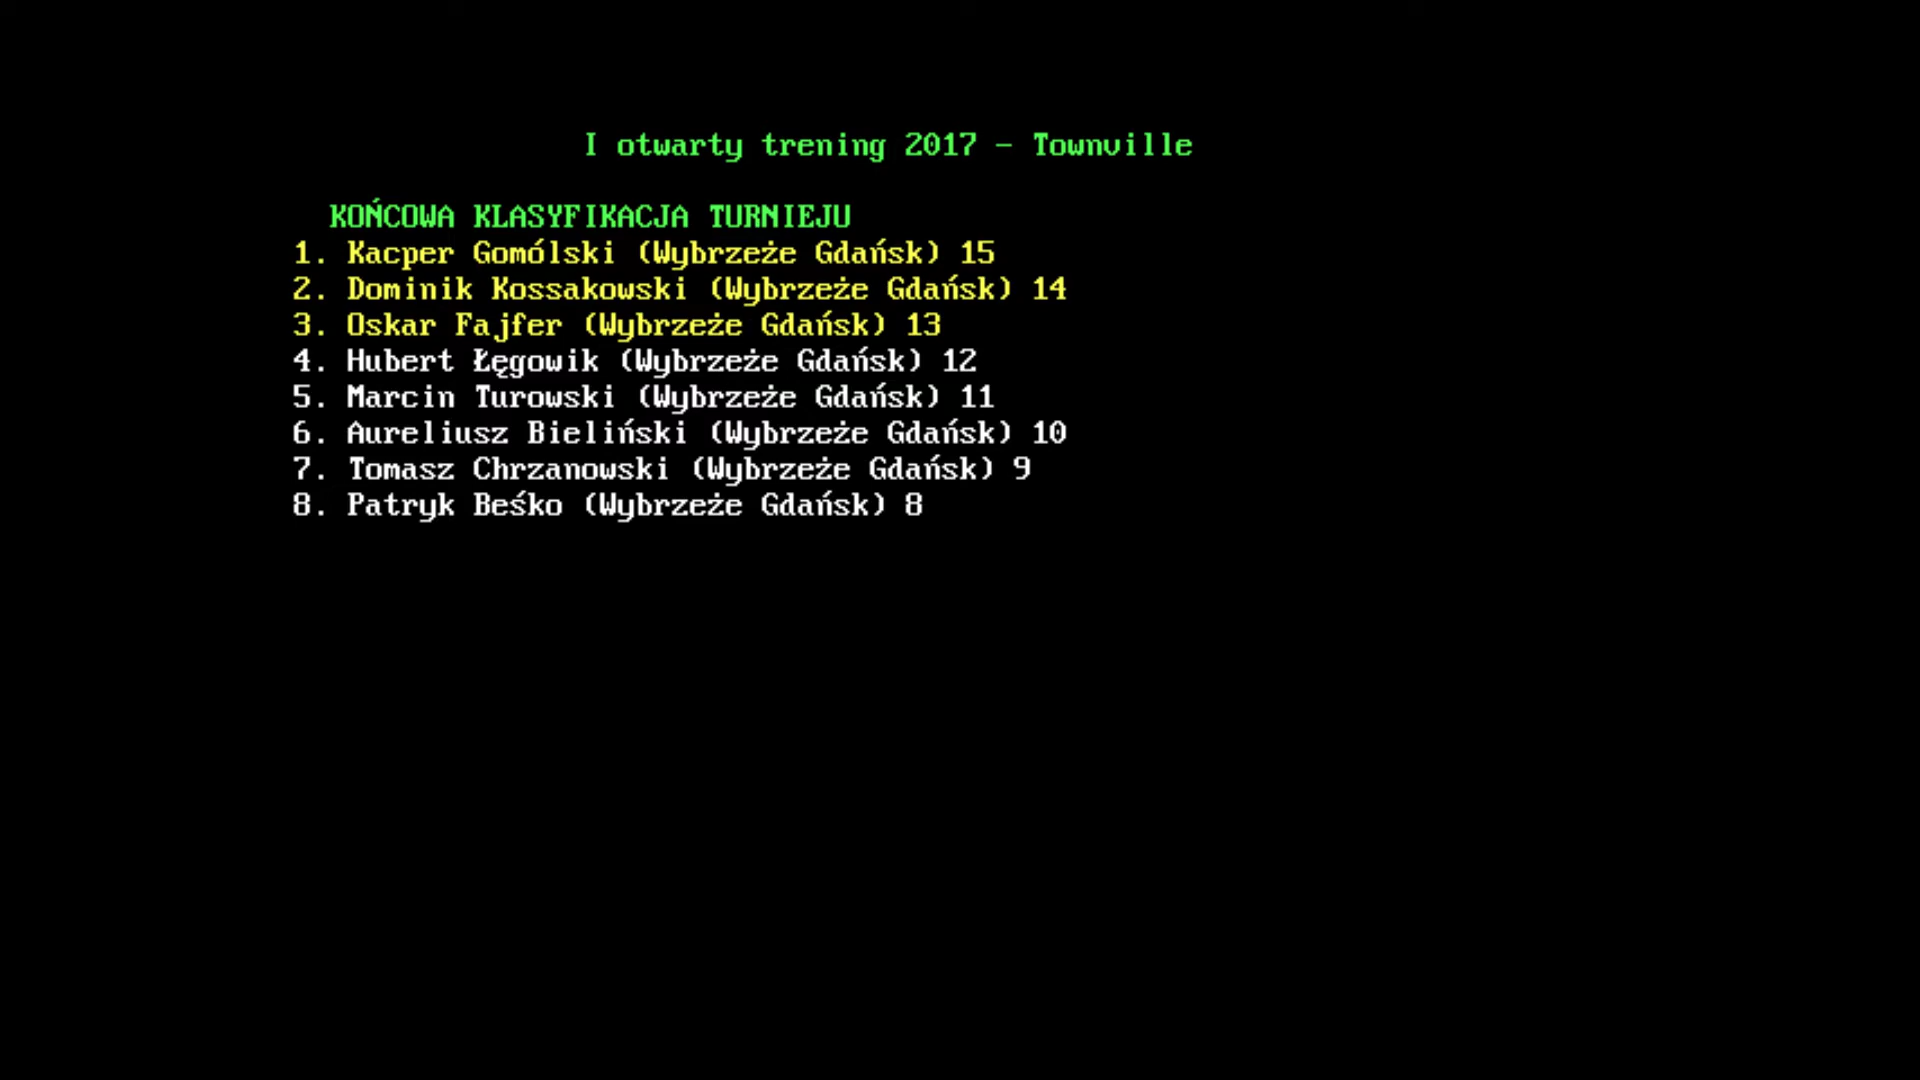 I otwarty trening 2017 - Townville
KOŃCOWA KLASYFIKACJA TURNIEJU
1. Kacper Gomólski (Wybrzeże Gdańsk) 15
2. Dominik Kossakowski (Wybrzeże Gdańsk) 14
3. Oskar Fajfer (Wybrzeże Gdańsk) 13
4. Hubert Łęgowik (Wybrzeże Gdańsk) 12
5. Marcin Turowski (Wybrzeże Gdańsk) 11
6. Aureliusz Bieliński (Wybrzeże Gdańsk) 10
7. Tomasz Chrzanowski (Wybrzeże Gdańsk) 9
8. Patryk Beśko (Wybrzeże Gdańsk) 8